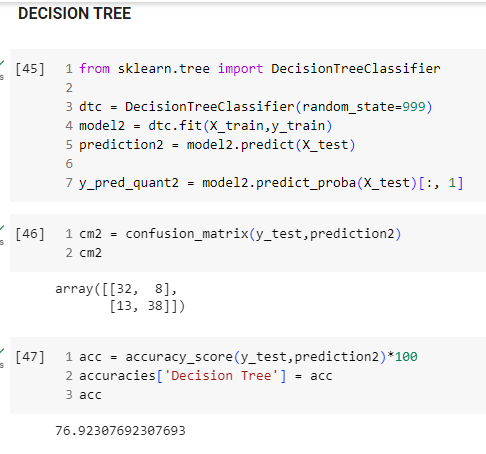 DECISION TREE
[45] 1 from sklearn.tree import DecisionTreeClassifier
2
3 dtc = DecisionTreeClassifier(random_state=999)
4 model2 = dtc.fit(X_train,y_train)
5 prediction2 = model2.predict(X_test)
6
7 y_pred_quant2 = model2.predict_proba(X_test)[:, 1]
[46] 1 cm2 = confusion_matrix(y_test,prediction2)
2 cm2
array([[32,  8],
[13, 38]])
[47] 1 acc = accuracy_score(y_test,prediction2)*100
2 accuracies['Decision Tree'] = acc
3 acc
76.92307692307693